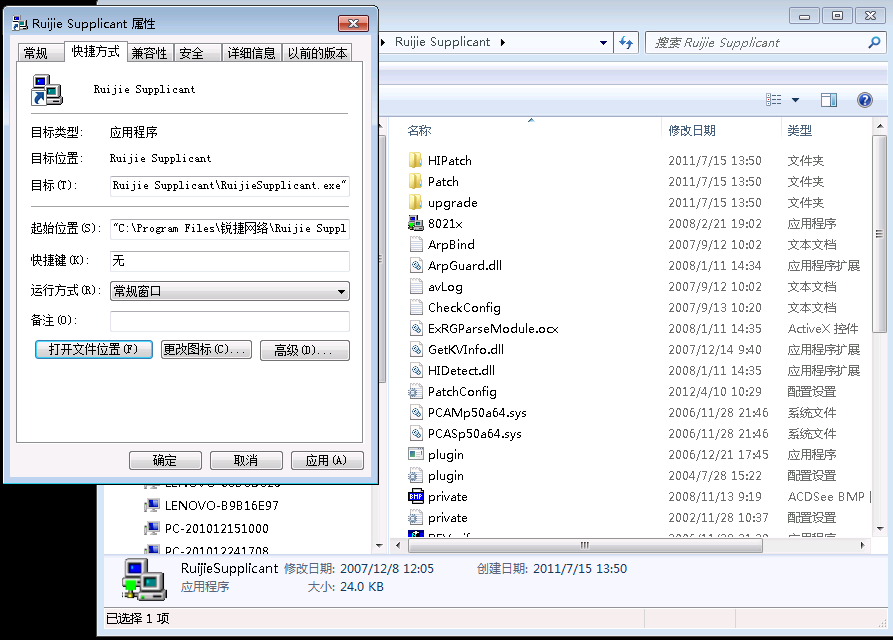 Ruijie Supplicant 属性
常规 快捷方式 兼容性 安全 详细信息 以前的版本
Ruijie Supplicant
目标类型: 应用程序
目标位置: Ruijie Supplicant
目标(T): Ruijie Supplicant\RuijieSupplicant.exe"
起始位置(S): "C:\Program Files\锐捷网络\Ruijie Suppl
快捷键(K): 无
运行方式(R): 常规窗口
备注(O):
打开文件位置(F) 更改图标(C)... 高级(D)...
确定 取消 应用(A)
Ruijie Supplicant
搜索 Ruijie Supplicant
名称 修改日期 类型
HIPatch 2011/7/15 13:50 文件夹
Patch 2011/7/15 13:50 文件夹
upgrade 2011/7/15 13:50 文件夹
8021x 2008/2/21 19:02 应用程序
ArpBind 2007/9/12 10:02 文本文档
ArpGuard.dll 2008/1/11 14:34 应用程序扩展
avLog 2007/9/12 10:02 文本文档
CheckConfig 2007/9/13 10:20 文本文档
ExRGParseModule.ocx 2008/1/11 14:35 ActiveX 控件
GetKVInfo.dll 2007/12/14 9:40 应用程序扩展
HIDetect.dll 2008/1/11 14:35 应用程序扩展
PatchConfig 2012/4/10 10:29 配置设置
PCAMp50a64.sys 2006/11/28 21:46 系统文件
PCASp50a64.sys 2006/11/28 21:46 系统文件
plugin 2006/12/21 17:45 应用程序
plugin 2004/7/28 15:22 配置设置
private 2008/11/13 9:19 ACDSee BMP
private 2002/11/28 10:37 配置设置
LENOVO-B9B16E97
PC-201012151000
PC-201012241708
RuijieSupplicant 修改日期: 2007/12/8 12:05 创建日期: 2011/7/15 13:50
应用程序 大小: 24.0 KB
已选择 1 项